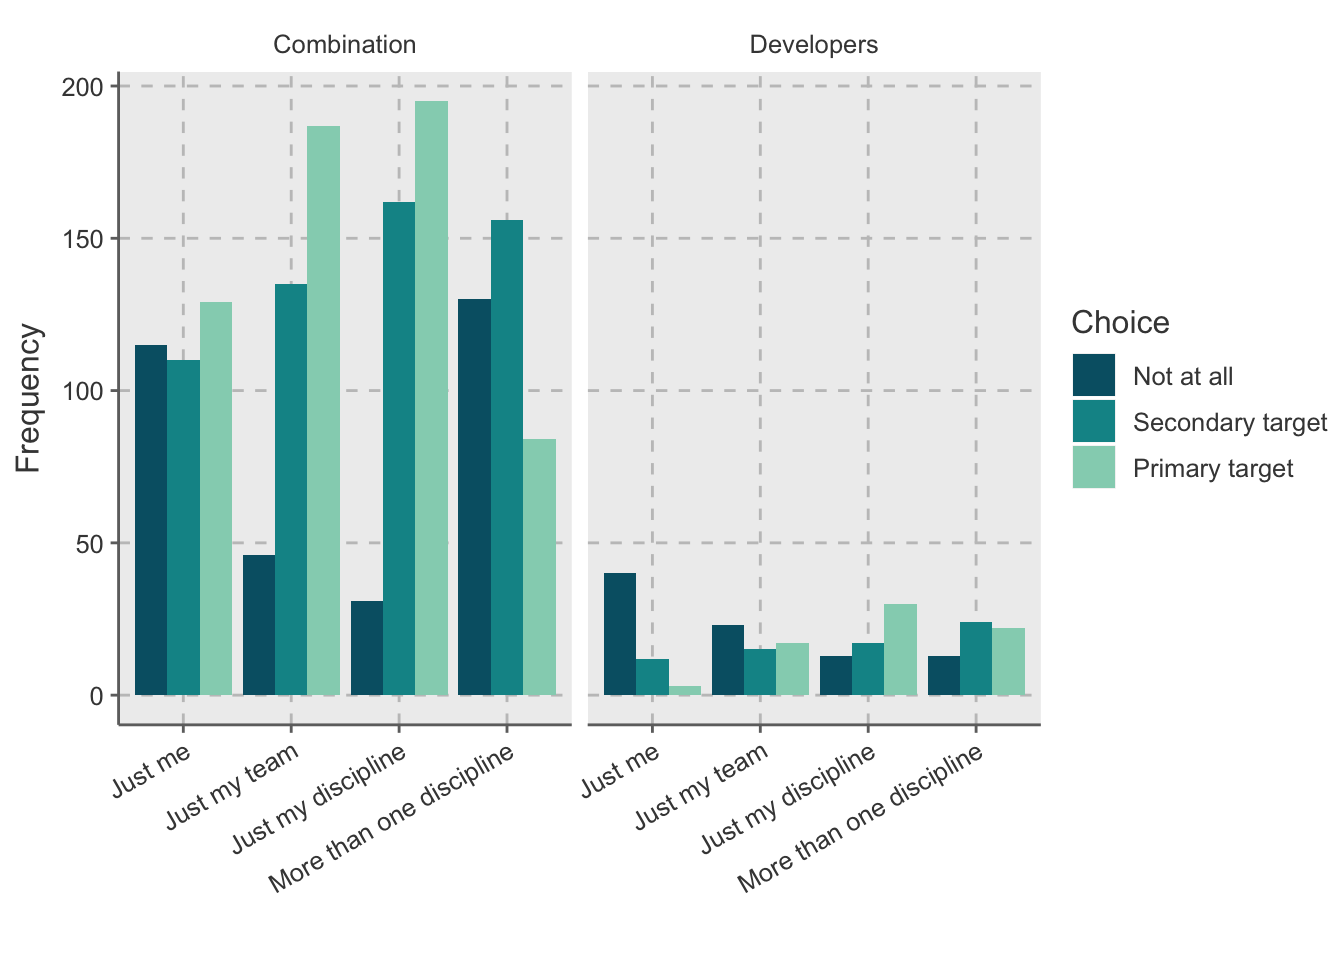 Combination
Developers
200
150
100
50
0
Frequency
Just me
Just my team
Just my discipline
More than one discipline
Just me
Just my team
Just my discipline
More than one discipline
Choice
Not at all
Secondary target
Primary target